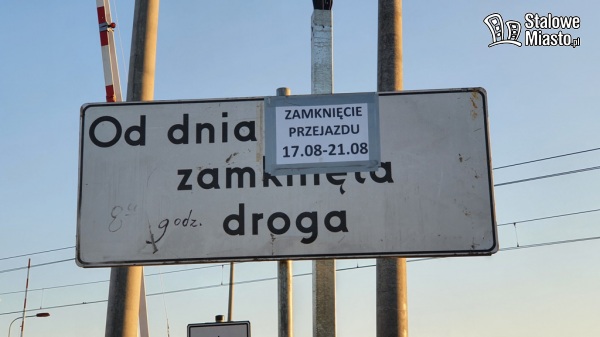 Stalowe
Miasto.pl
Od dnia
ZAMKNIĘCIE
PRZEJAZDU
17.08-21.08
zamknięta
godz. droga